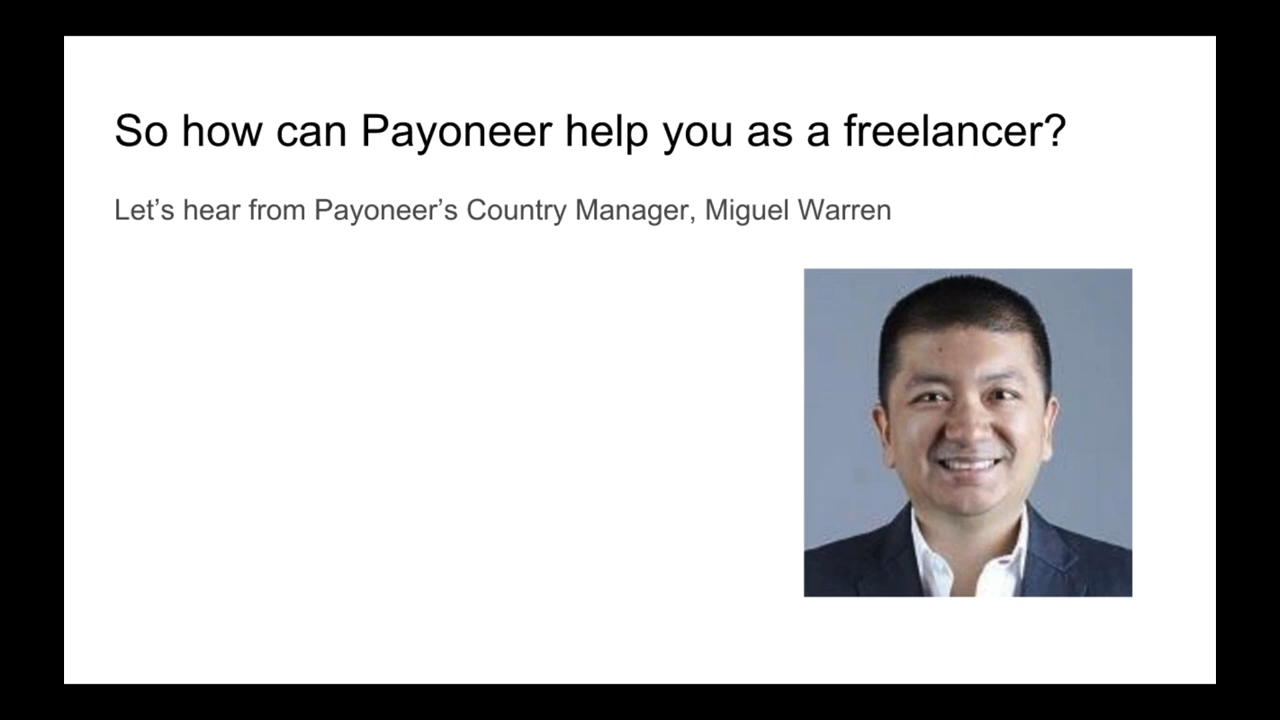 So how can Payoneer help you as a freelancer?
Let’s hear from Payoneer’s Country Manager, Miguel Warren